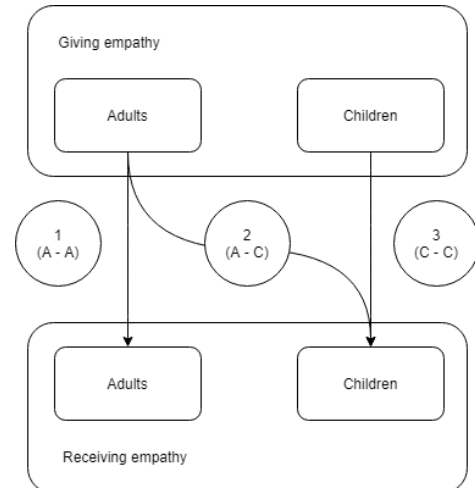 Giving empathy
Adults
Children
1
(A - A)
2
(A - C)
3
(C - C)
Adults
Children
Receiving empathy